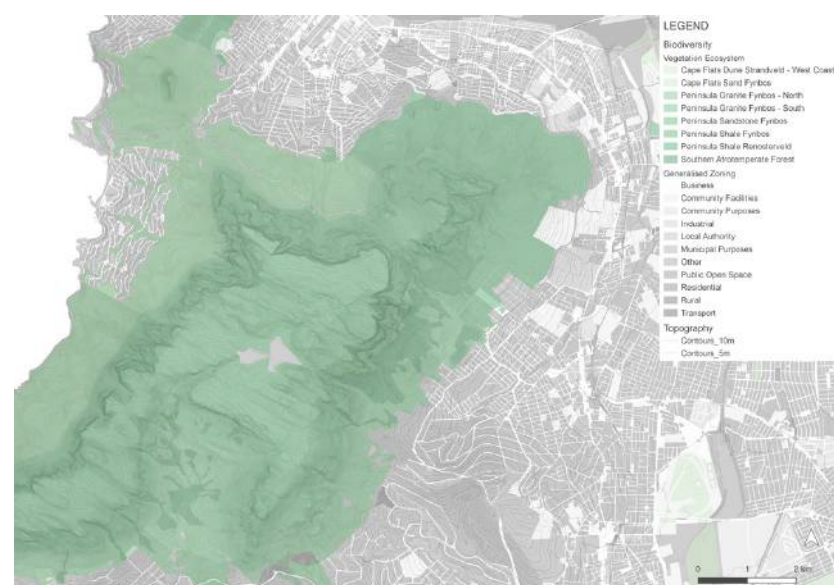 LEGEND
Biodiversity
Vegetation Ecosystem
Cape Flats Dune Strandveld - West Coast
Cape Flats Sand Fynbos
Peninsula Granite Fynbos - North
Peninsula Granite Fynbos - South
Peninsula Sandstone Fynbos
Peninsula Shale Fynbos
Peninsula Shale Renosterveld
Southern Afrotemperate Forest
Generalised Zoning
Business
Community Facilities
Community Purposes
Industrial
Local Authority
Municipal Purposes
Other
Public Open Space
Residential
Rural
Transport
Topography
Contours_10m
Contours_5m
0 1 2 km